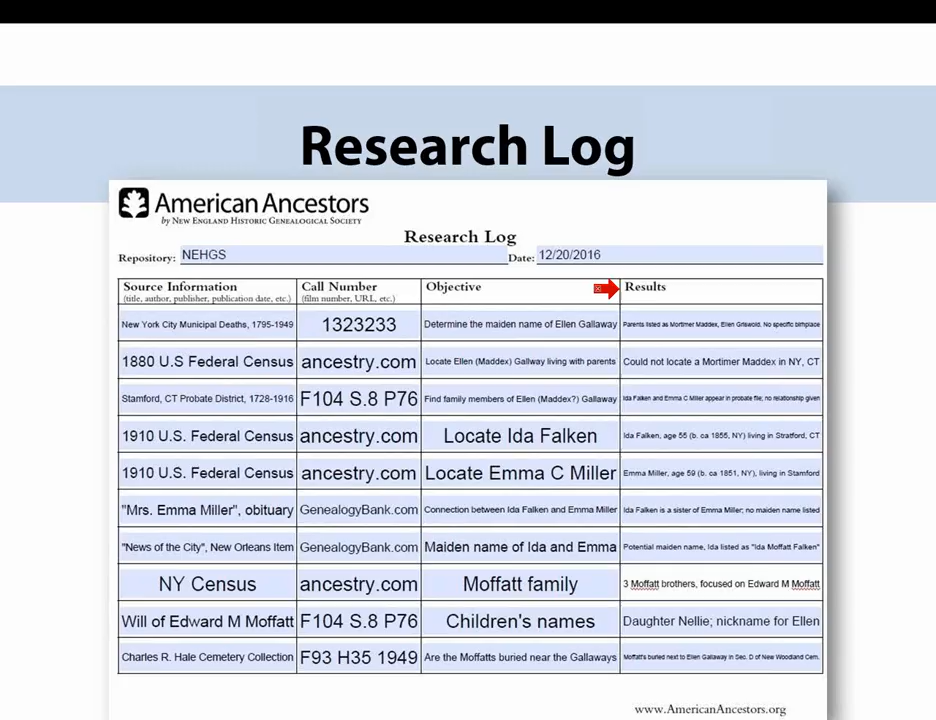 Research Log
American Ancestors
by NEW ENGLAND HISTORIC GENEALOGICAL SOCIETY
Research Log
Repository: NEHGS Date: 12/20/2016
Source Information Call Number Objective Results
(title, author, publisher, publication date, etc.) (film number, URL, etc.)
New York City Municipal Deaths, 1795-1949 1323233 Determine the maiden name of Ellen Gallaway Parents listed as Mortimer Maddex, Ellen Griswold. No specific birthplace
1880 U.S Federal Census ancestry.com Locate Ellen (Maddex) Gallway living with parents Could not locate a Mortimer Maddex in NY, CT
Stamford, CT Probate District, 1728-1916 F104 S.8 P76 Find family members of Ellen (Maddex?) Gallaway Ida Falken and Emma C Miller appear in probate file; no relationship given
1910 U.S. Federal Census ancestry.com Locate Ida Falken Ida Falken, age 55 (b. ca 1855, NY) living in Stratford, CT
1910 U.S. Federal Census ancestry.com Locate Emma C Miller Emma Miller, age 59 (b. ca 1851, NY), living in Stamford
"Mrs. Emma Miller", obituary GenealogyBank.com Connection between Ida Falken and Emma Miller Ida Falken is a sister of Emma Miller; no maiden name listed
"News of the City", New Orleans Item GenealogyBank.com Maiden name of Ida and Emma Potential maiden name, Ida listed as "Ida Moffatt Falken"
NY Census ancestry.com Moffatt family 3 Moffatt brothers, focused on Edward M Moffatt
Will of Edward M Moffatt F104 S.8 P76 Children's names Daughter Nellie; nickname for Ellen
Charles R. Hale Cemetery Collection F93 H35 1949 Are the Moffatts buried near the Gallaways Moffatt's buried next to Ellen Gallaway in Sec. D of New Woodland Cem.
www.AmericanAncestors.org